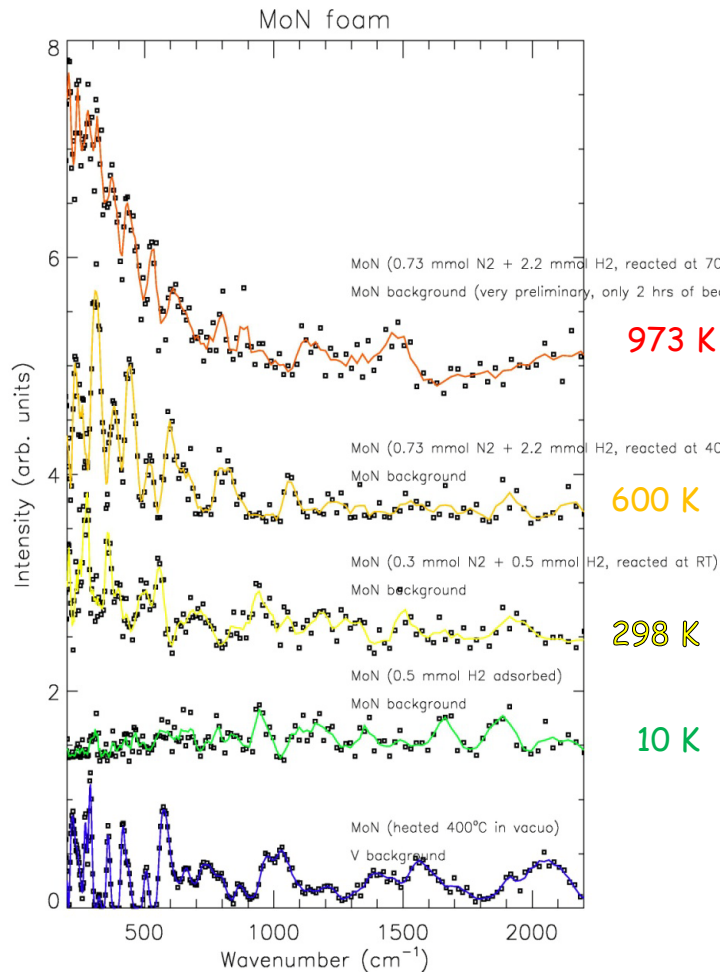 MoN foam
8
6
4
2
0
Intensity (arb. units)
MoN (0.73 mmol N2 + 2.2 mmol H2, reacted at 70
MoN background (very preliminary, only 2 hrs of bea
973 K
MoN (0.73 mmol N2 + 2.2 mmol H2, reacted at 40
MoN background
600 K
MoN (0.3 mmol N2 + 0.5 mmol H2, reacted at RT)
MoN background
298 K
MoN (0.5 mmol H2 adsorbed)
MoN background
10 K
MoN (heated 400°C in vacuo)
V background
500 1000 1500 2000
Wavenumber (cm⁻¹)